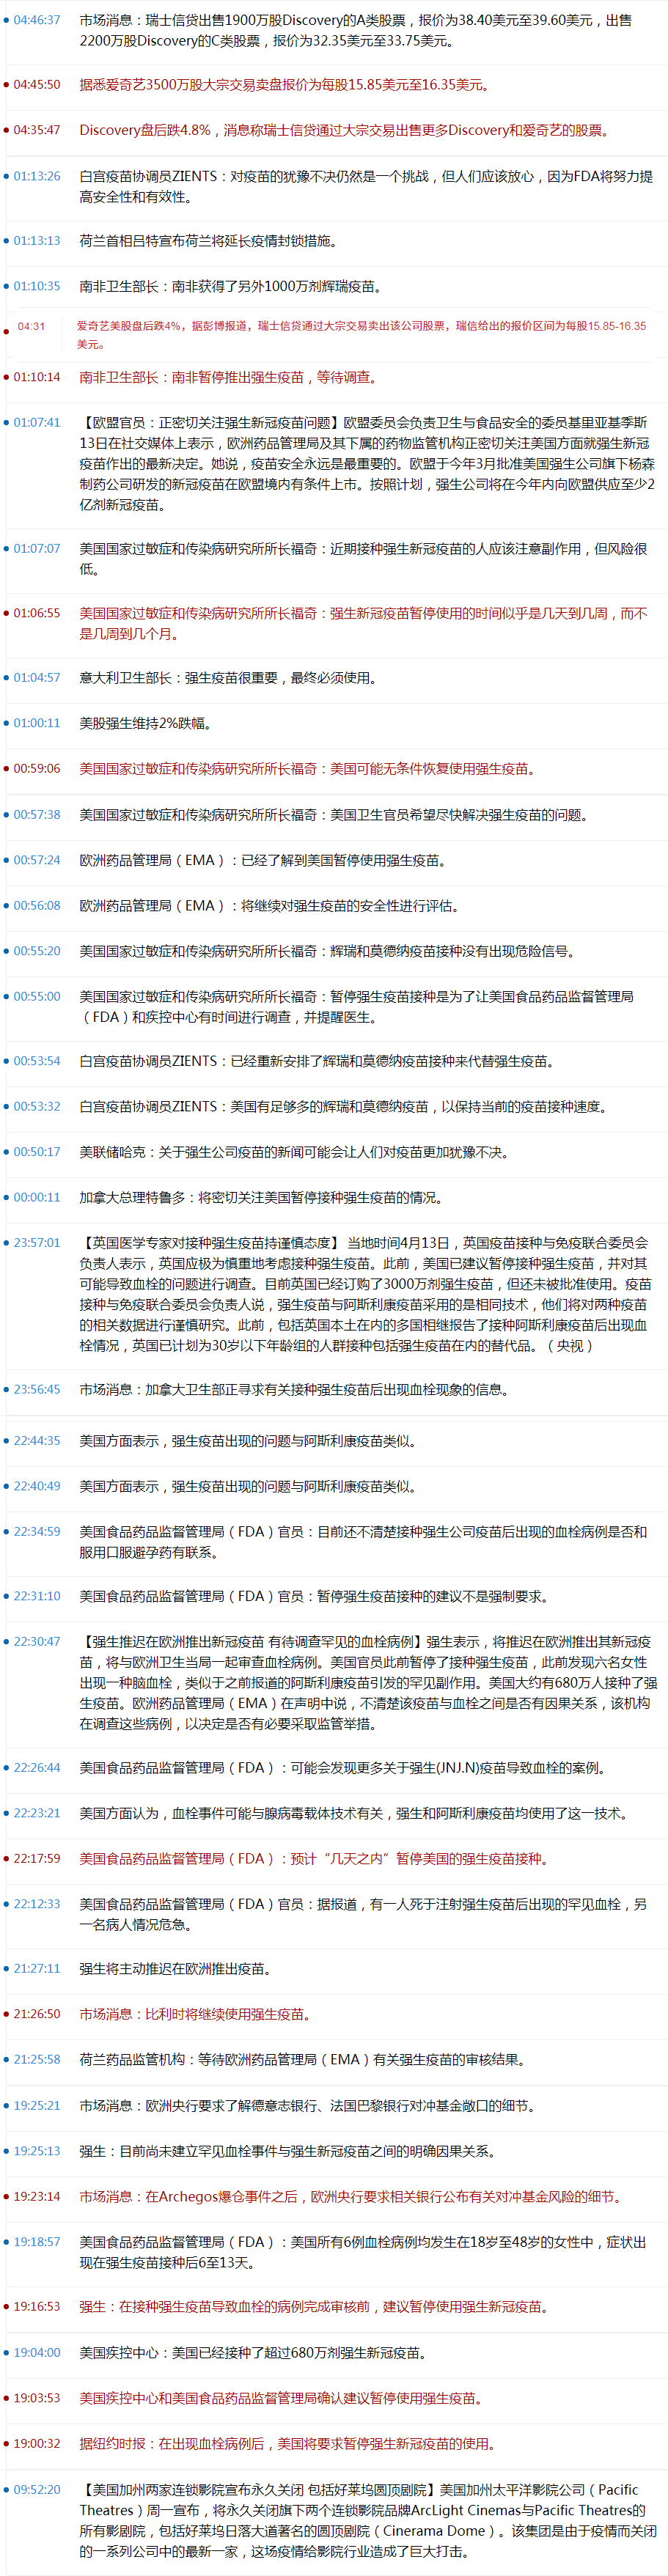 04:46:37 市场消息：瑞士信贷出售1900万股Discovery的A类股票，报价为38.40美元至39.60美元，出售
2200万股Discovery的C类股票，报价为32.35美元至33.75美元。
04:45:50 据悉爱奇艺3500万股大宗交易卖盘报价为每股15.85美元至16.35美元。
04:35:47 Discovery盘后跌4.8%，消息称瑞士信贷通过大宗交易出售更多Discovery和爱奇艺的股票。
01:13:26 白宫疫苗协调员ZIENTS：对疫苗的犹豫不决仍然是一个挑战，但人们应该放心，因为FDA将努力提
高安全性和有效性。
01:13:13 荷兰首相吕特宣布荷兰将延长疫情封锁措施。
01:10:35 南非卫生部长：南非获得了另外1000万剂辉瑞疫苗。
04:31 爱奇艺美股盘后跌4%，据彭博报道，瑞士信贷通过大宗交易卖出该公司股票，瑞信给出的报价区间为每股15.85-16.35
美元。
01:10:14 南非卫生部长：南非暂停推出强生疫苗，等待调查。
01:07:41 【欧盟官员：正密切关注强生新冠疫苗问题】欧盟委员会负责卫生与食品安全的委员基里亚基季斯
13日在社交媒体上表示，欧洲药品管理局及其下属的药物监管机构正密切关注美国方面就强生新冠
疫苗作出的最新决定。她说，疫苗安全永远是最重要的。欧盟于今年3月批准美国强生公司旗下杨森
制药公司研发的新冠疫苗在欧盟境内有条件上市。按照计划，强生公司将在今年内向欧盟供应至少2
亿剂新冠疫苗。
01:07:07 美国国家过敏症和传染病研究所所长福奇：近期接种强生新冠疫苗的人应该注意副作用，但风险很
低。
01:06:55 美国国家过敏症和传染病研究所所长福奇：强生新冠疫苗暂停使用的时间似乎是几天到几周，而不
是几周到几个月。
01:04:57 意大利卫生部长：强生疫苗很重要，最终必须使用。
01:00:11 美股强生维持2%跌幅。
00:59:06 美国国家过敏症和传染病研究所所长福奇：美国可能无条件恢复使用强生疫苗。
00:57:38 美国国家过敏症和传染病研究所所长福奇：美国卫生官员希望尽快解决强生疫苗的问题。
00:57:24 欧洲药品管理局（EMA）：已经了解到美国暂停使用强生疫苗。
00:56:08 欧洲药品管理局（EMA）：将继续对强生疫苗的安全性进行评估。
00:55:20 美国国家过敏症和传染病研究所所长福奇：辉瑞和莫德纳疫苗接种没有出现危险信号。
00:55:00 美国国家过敏症和传染病研究所所长福奇：暂停强生疫苗接种是为了让美国食品药品监督管理局
（FDA）和疾控中心有时间进行调查，并提醒医生。
00:53:54 白宫疫苗协调员ZIENTS：已经重新安排了辉瑞和莫德纳疫苗接种来代替强生疫苗。
00:53:32 白宫疫苗协调员ZIENTS：美国有足够多的辉瑞和莫德纳疫苗，以保持当前的疫苗接种速度。
00:50:17 美联储哈克：关于强生公司疫苗的新闻可能会让人们对疫苗更加犹豫不决。
00:00:11 加拿大总理特鲁多：将密切关注美国暂停接种强生疫苗的情况。
23:57:01 【英国医学专家对接种强生疫苗持谨慎态度】 当地时间4月13日，英国疫苗接种与免疫联合委员会
负责人表示，英国应极为慎重地考虑接种强生疫苗。此前，美国已建议暂停接种强生疫苗，并对其
可能导致血栓的问题进行调查。目前英国已经订购了3000万剂强生疫苗，但还未被批准使用。疫苗
接种与免疫联合委员会负责人说，强生疫苗与阿斯利康疫苗采用的是相同技术，他们将对两种疫苗
的相关数据进行谨慎研究。此前，包括英国本土在内的多国相继报告了接种阿斯利康疫苗后出现血
栓情况，英国已计划为30岁以下年龄组的人群接种包括强生疫苗在内的替代品。（央视）
23:56:45 市场消息：加拿大卫生部正寻求有关接种强生疫苗后出现血栓现象的信息。
22:44:35 美国方面表示，强生疫苗出现的问题与阿斯利康疫苗类似。
22:40:49 美国方面表示，强生疫苗出现的问题与阿斯利康疫苗类似。
22:34:59 美国食品药品监督管理局（FDA）官员：目前还不清楚接种强生公司疫苗后出现的血栓病例是否和
服用口服避孕药有联系。
22:31:10 美国食品药品监督管理局（FDA）官员：暂停强生疫苗接种的建议不是强制要求。
22:30:47 【强生推迟在欧洲推出新冠疫苗 有待调查罕见的血栓病例】强生表示，将推迟在欧洲推出其新冠疫
苗，将与欧洲卫生当局一起审查血栓病例。美国官员此前暂停了接种强生疫苗，此前发现六名女性
出现一种脑血栓，类似于之前报道的阿斯利康疫苗引发的罕见副作用。美国大约有680万人接种了强
生疫苗。欧洲药品管理局（EMA）在声明中说，不清楚该疫苗与血栓之间是否有因果关系，该机构
在调查这些病例，以决定是否有必要采取监管举措。
22:26:44 美国食品药品监督管理局（FDA）：可能会发现更多关于强生(JNJ.N)疫苗导致血栓的案例。
22:23:21 美国方面认为，血栓事件可能与腺病毒载体技术有关，强生和阿斯利康疫苗均使用了这一技术。
22:17:59 美国食品药品监督管理局（FDA）：预计“几天之内”暂停美国的强生疫苗接种。
22:12:33 美国食品药品监督管理局（FDA）官员：据报道，有一人死于注射强生疫苗后出现的罕见血栓，另
一名病人情况危急。
21:27:11 强生将主动推迟在欧洲推出疫苗。
21:26:50 市场消息：比利时将继续使用强生疫苗。
21:25:58 荷兰药品监管机构：等待欧洲药品管理局（EMA）有关强生疫苗的审核结果。
19:25:21 市场消息：欧洲央行要求了解德意志银行、法国巴黎银行对冲基金敞口的细节。
19:25:13 强生：目前尚未建立罕见血栓事件与强生新冠疫苗之间的明确因果关系。
19:23:14 市场消息：在Archegos爆仓事件之后，欧洲央行要求相关银行公布有关对冲基金风险的细节。
19:18:57 美国食品药品监督管理局（FDA）：美国所有6例血栓病例均发生在18岁至48岁的女性中，症状出
现在强生疫苗接种后6至13天。
19:16:53 强生：在接种强生疫苗导致血栓的病例完成审核前，建议暂停使用强生新冠疫苗。
19:04:00 美国疾控中心：美国已经接种了超过680万剂强生新冠疫苗。
19:03:53 美国疾控中心和美国食品药品监督管理局确认建议暂停使用强生疫苗。
19:00:32 据纽约时报：在出现血栓病例后，美国将要求暂停强生新冠疫苗的使用。
09:52:20 【美国加州两家连锁影院宣布永久关闭 包括好莱坞圆顶剧院】美国加州太平洋影院公司（Pacific
Theatres）周一宣布，将永久关闭旗下两个连锁影院品牌ArcLight Cinemas与Pacific Theatres的
所有影剧院，包括好莱坞日落大道著名的圆顶剧院（Cinerama Dome）。该集团是由于疫情而关闭
的一系列公司中的最新一家，这场疫情给影院行业造成了巨大打击。